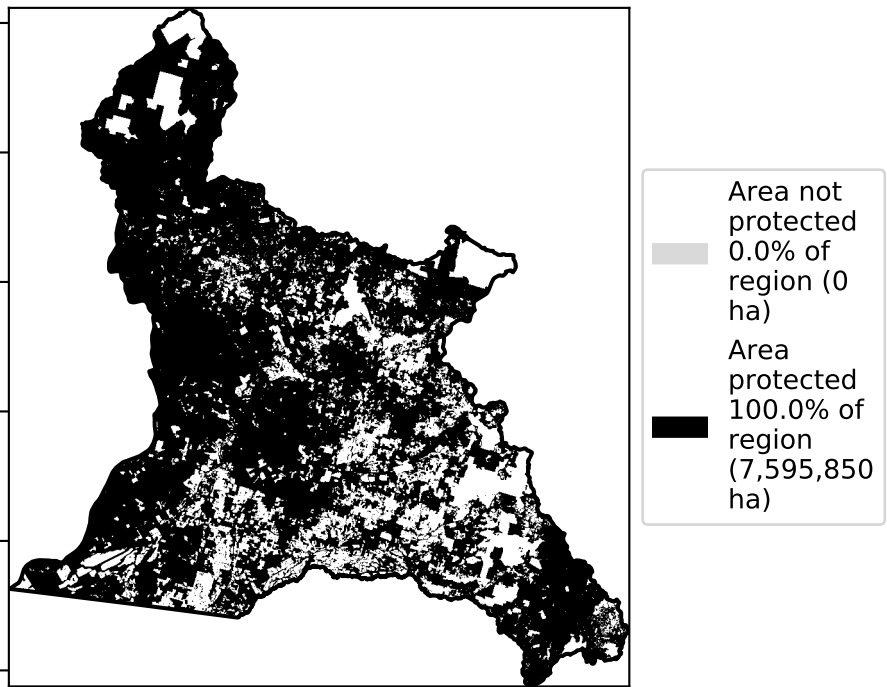 Area not
protected
0.0% of
region (0
ha)
Area
protected
100.0% of
region
(7,595,850
ha)